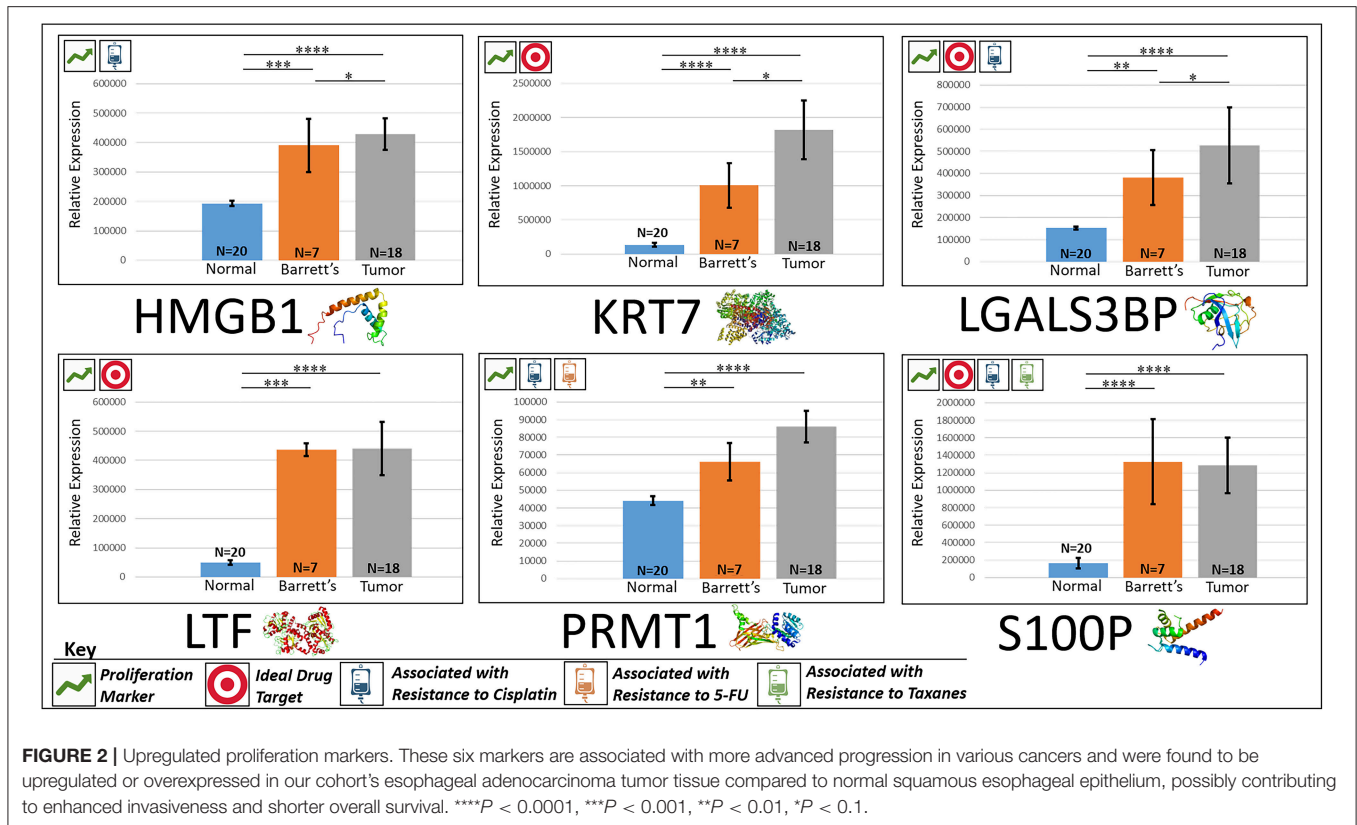 ****
***
*
Relative Expression
600000
500000
400000
300000
200000
100000
0
N=20
N=7
N=18
Normal
Barrett's
Tumor
HMGB1
****
****
*
Relative Expression
2500000
2000000
1500000
1000000
500000
0
N=20
N=7
N=18
Normal
Barrett's
Tumor
KRT7
****
**
*
Relative Expression
800000
700000
600000
500000
400000
300000
200000
100000
0
N=20
N=7
N=18
Normal
Barrett's
Tumor
LGALS3BP
****
***
Relative Expression
600000
500000
400000
300000
200000
100000
0
N=20
N=7
N=18
Normal
Barrett's
Tumor
LTF
****
**
Relative Expression
100000
90000
80000
70000
60000
50000
40000
30000
20000
10000
0
N=20
N=7
N=18
Normal
Barrett's
Tumor
PRMT1
****
****
Relative Expression
2000000
1800000
1600000
1400000
1200000
1000000
800000
600000
400000
200000
0
N=20
N=7
N=18
Normal
Barrett's
Tumor
S100P
Key
Proliferation
Marker
Ideal Drug
Target
Associated with
Resistance to Cisplatin
Associated with
Resistance to 5-FU
Associated with
Resistance to Taxanes
FIGURE 2 | Upregulated proliferation markers. These six markers are associated with more advanced progression in various cancers and were found to be
upregulated or overexpressed in our cohort's esophageal adenocarcinoma tumor tissue compared to normal squamous esophageal epithelium, possibly contributing
to enhanced invasiveness and shorter overall survival. ****P < 0.0001, ***P < 0.001, **P < 0.01, *P < 0.1.